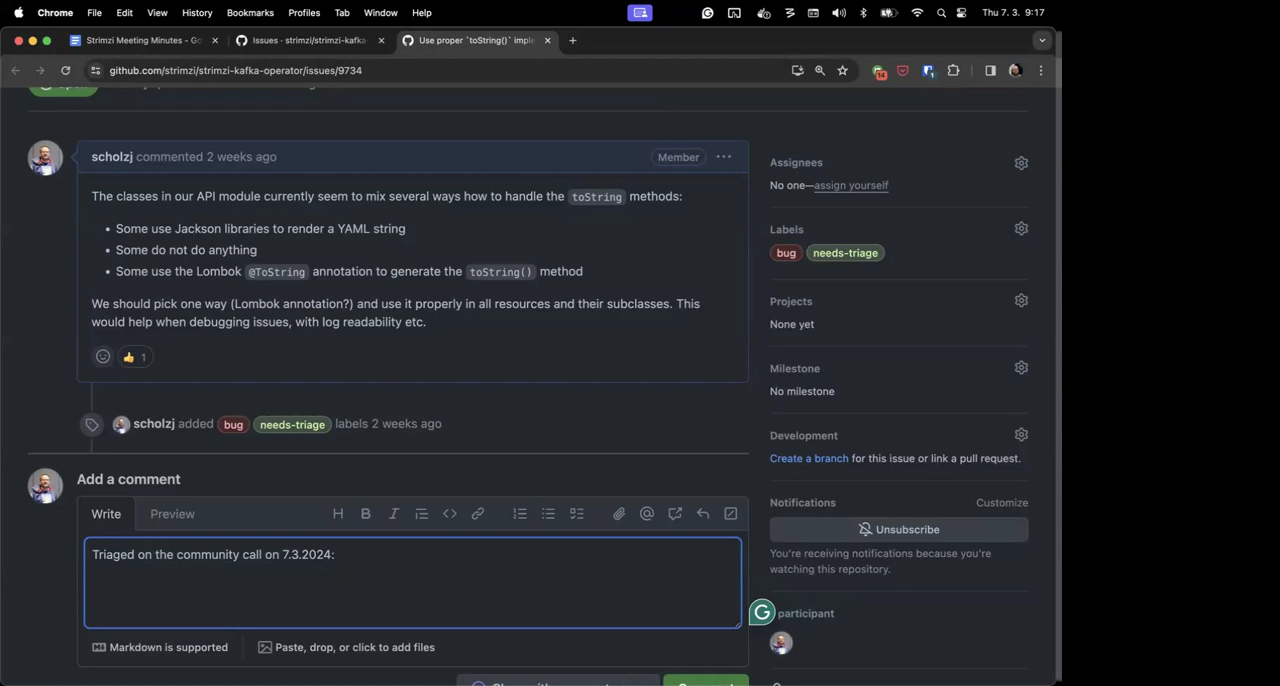 Chrome File Edit View History Bookmarks Profiles Tab Window Help Thu 7. 3. 9:17
Strimzi Meeting Minutes - Go Issues · strimzi/strimzi-kafka- Use proper `toString()` imple
github.com/strimzi/strimzi-kafka-operator/issues/9734
14
scholzj commented 2 weeks ago Member
The classes in our API module currently seem to mix several ways how to handle the toString methods:
• Some use Jackson libraries to render a YAML string
• Some do not do anything
• Some use the Lombok @ToString annotation to generate the toString() method
We should pick one way (Lombok annotation?) and use it properly in all resources and their subclasses. This
would help when debugging issues, with log readability etc.
👍 1
scholzj added bug needs-triage labels 2 weeks ago
Add a comment
Write Preview
Triaged on the community call on 7.3.2024:
Markdown is supported Paste, drop, or click to add files
Assignees
No one—assign yourself
Labels
bug needs-triage
Projects
None yet
Milestone
No milestone
Development
Create a branch for this issue or link a pull request.
Notifications Customize
Unsubscribe
You're receiving notifications because you're
watching this repository.
participant